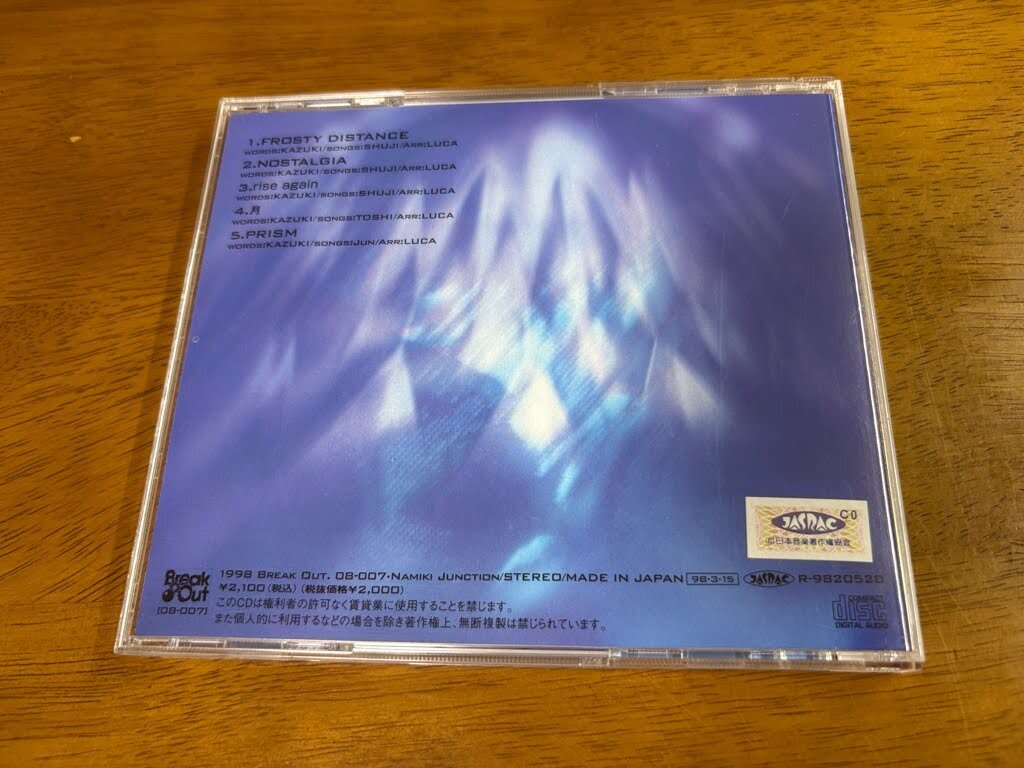 1.FROSTY DISTANCE
WORDS:KAZUKI/SONGS:SHUJI/ARR:LUCA
2.NOSTALGIA
WORDS:KAZUKI/SONGS:SHUJI/ARR:LUCA
3.rise again
WORDS:KAZUKI/SONGS:SHUJI/ARR:LUCA
4.月
WORDS:KAZUKI/SONGS:TOSHI/ARR:LUCA
5.PRISM
WORDS:KAZUKI/SONGS:JUN/ARR:LUCA
JASRAC
C0
日本音楽著作権協会
Break Out
[08-007]
1998 BREAK OUT. 08-007・NAMIKI JUNCTION/STEREO/MADE IN JAPAN 98-3-15 JASRAC R-9820528
¥2,100(税込) (税抜価格¥2,000)
このCDは権利者の許可なく賃貸業に使用することを禁じます。
また個人的に利用するなどの場合を除き著作権上、無断複製は禁じられています。
COMPACT
disc
DIGITAL AUDIO